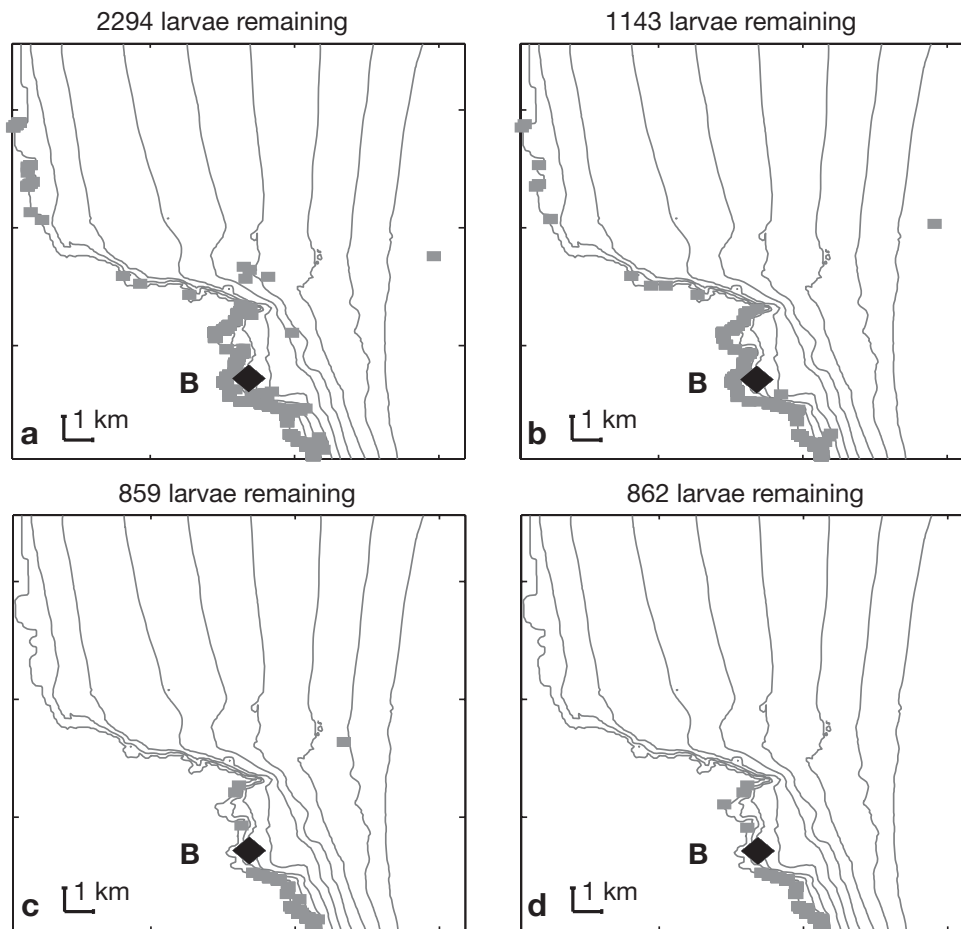 2294 larvae remaining
1143 larvae remaining
B
a
1 km
B
b
1 km
859 larvae remaining
862 larvae remaining
B
c
1 km
B
d
1 km